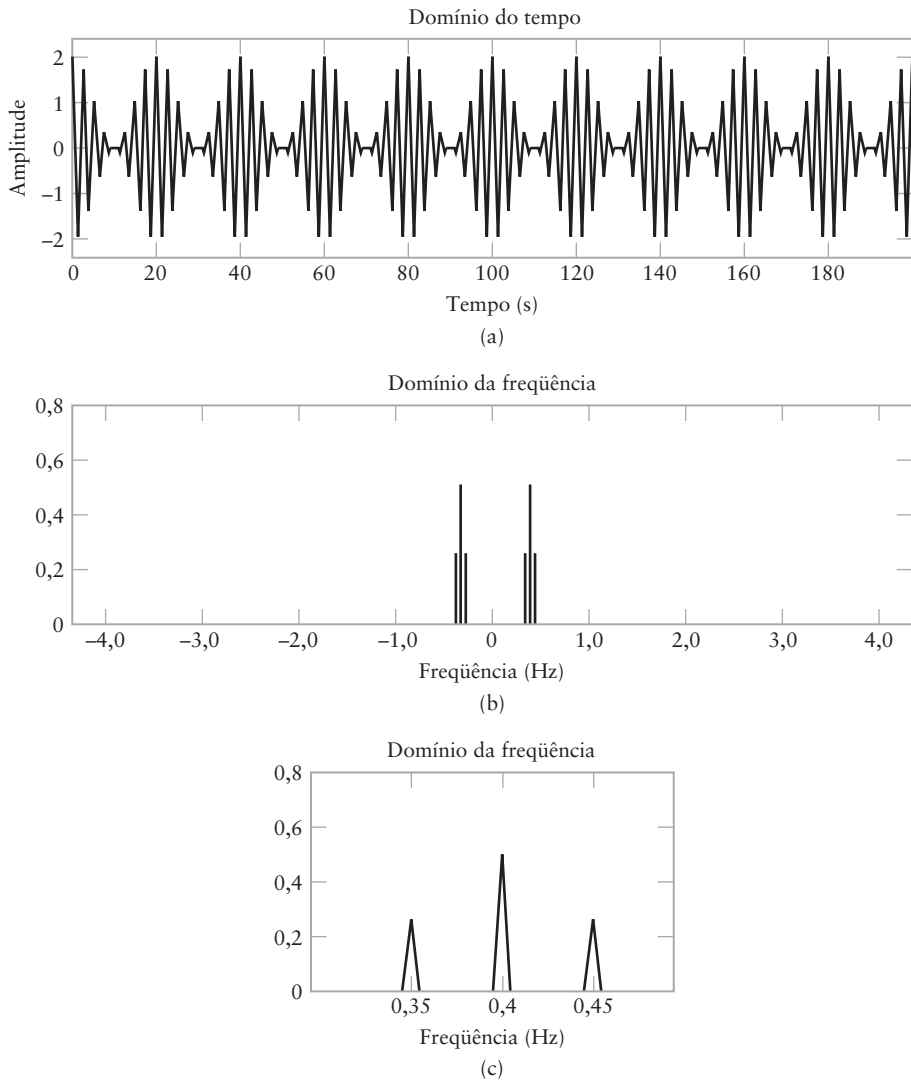 Domínio do tempo
2
1
0
−1
−2
Amplitude
0 20 40 60 80 100 120 140 160 180
Tempo (s)
(a)
Domínio da freqüência
0,8
0,6
0,4
0,2
0
−4,0 −3,0 −2,0 −1,0 0 1,0 2,0 3,0 4,0
Freqüência (Hz)
(b)
Domínio da freqüência
0,8
0,6
0,4
0,2
0
0,35 0,4 0,45
Freqüência (Hz)
(c)